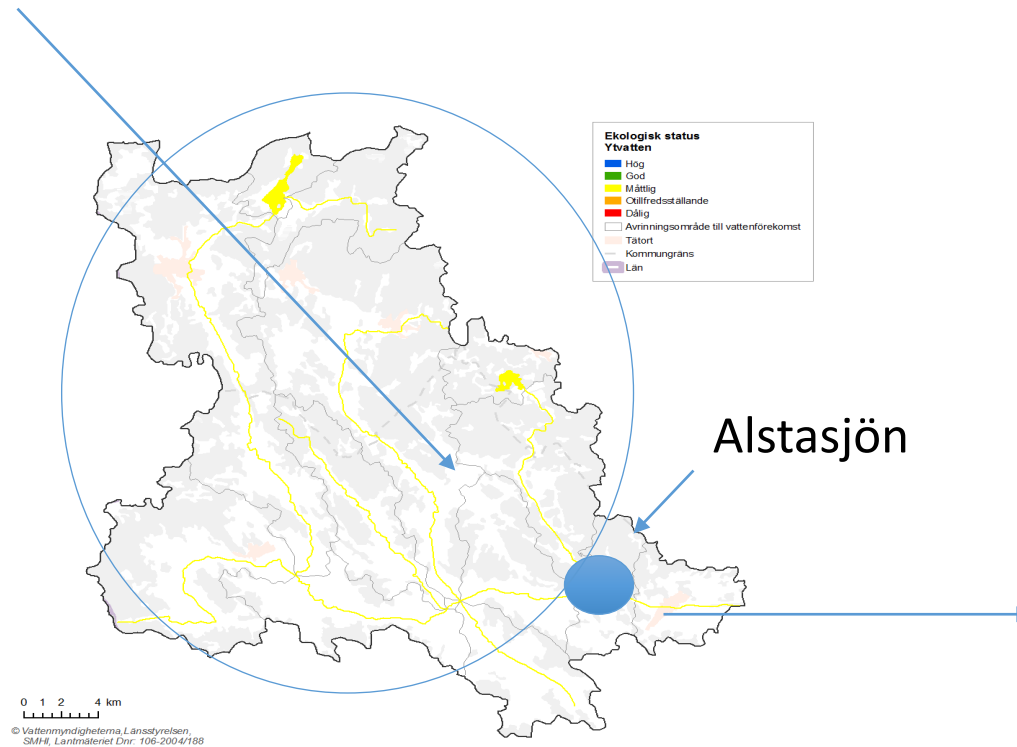 Ekologisk status
Ytvatten
Hög
God
Måttlig
Otillfredsställande
Dålig
Avrinningsområde till vattenförekomst
Tätort
Kommungräns
Län
Alstasjön
0 1 2 4 km
© Vattenmyndigheterna,Länsstyrelsen,
SMHI, Lantmäteriet Dnr: 106-2004/188